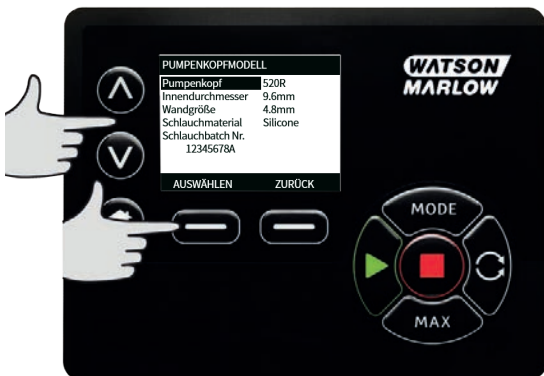 PUMPENKOPFMODELL
Pumpenkopf 520R
Innendurchmesser 9.6mm
Wandgröße 4.8mm
Schlauchmaterial Silicone
Schlauchbatch Nr.
12345678A
AUSWÄHLEN ZURÜCK
WATSON
MARLOW
MODE
MAX